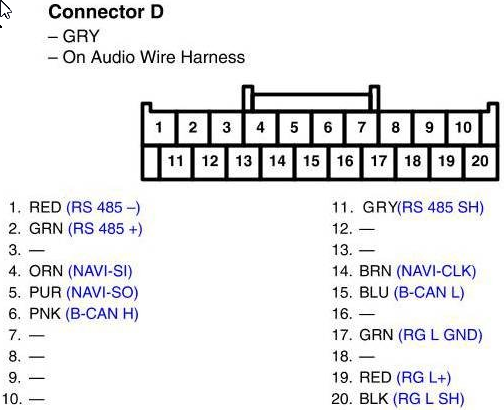 Connector D
– GRY
– On Audio Wire Harness
1 2 3 4 5 6 7 8 9 10
11 12 13 14 15 16 17 18 19 20
1. RED (RS 485 –)
2. GRN (RS 485 +)
3. —
4. ORN (NAVI-SI)
5. PUR (NAVI-SO)
6. PNK (B-CAN H)
7. —
8. —
9. —
10. —
11. GRY(RS 485 SH)
12. —
13. —
14. BRN (NAVI-CLK)
15. BLU (B-CAN L)
16. —
17. GRN (RG L GND)
18. —
19. RED (RG L+)
20. BLK (RG L SH)